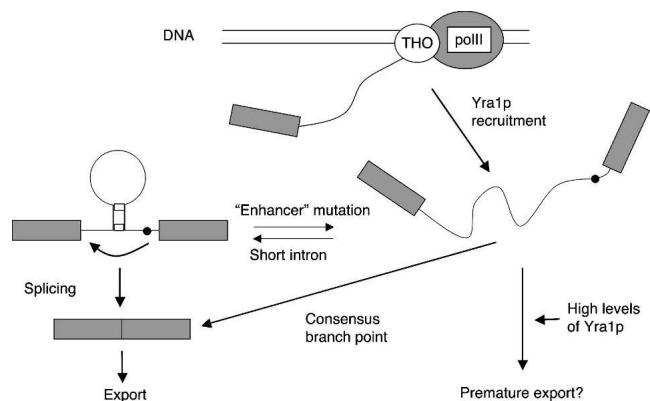 DNA
THO
polII
Yra1p
recruitment
"Enhancer" mutation
Short intron
Splicing
Consensus
branch point
High levels
of Yra1p
Export
Premature export?